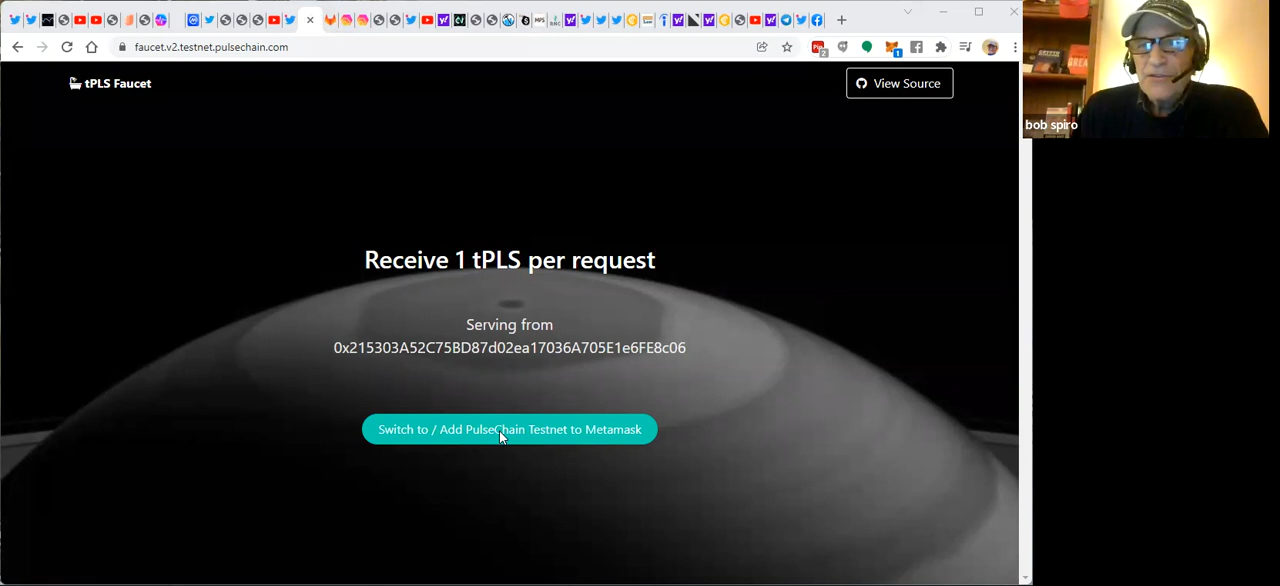 faucet.v2.testnet.pulsechain.com
tPLS Faucet
View Source
bob spiro
Receive 1 tPLS per request
Serving from
0x215303A52C75BD87d02ea17036A705E1e6FE8c06
Switch to / Add PulseChain Testnet to Metamask